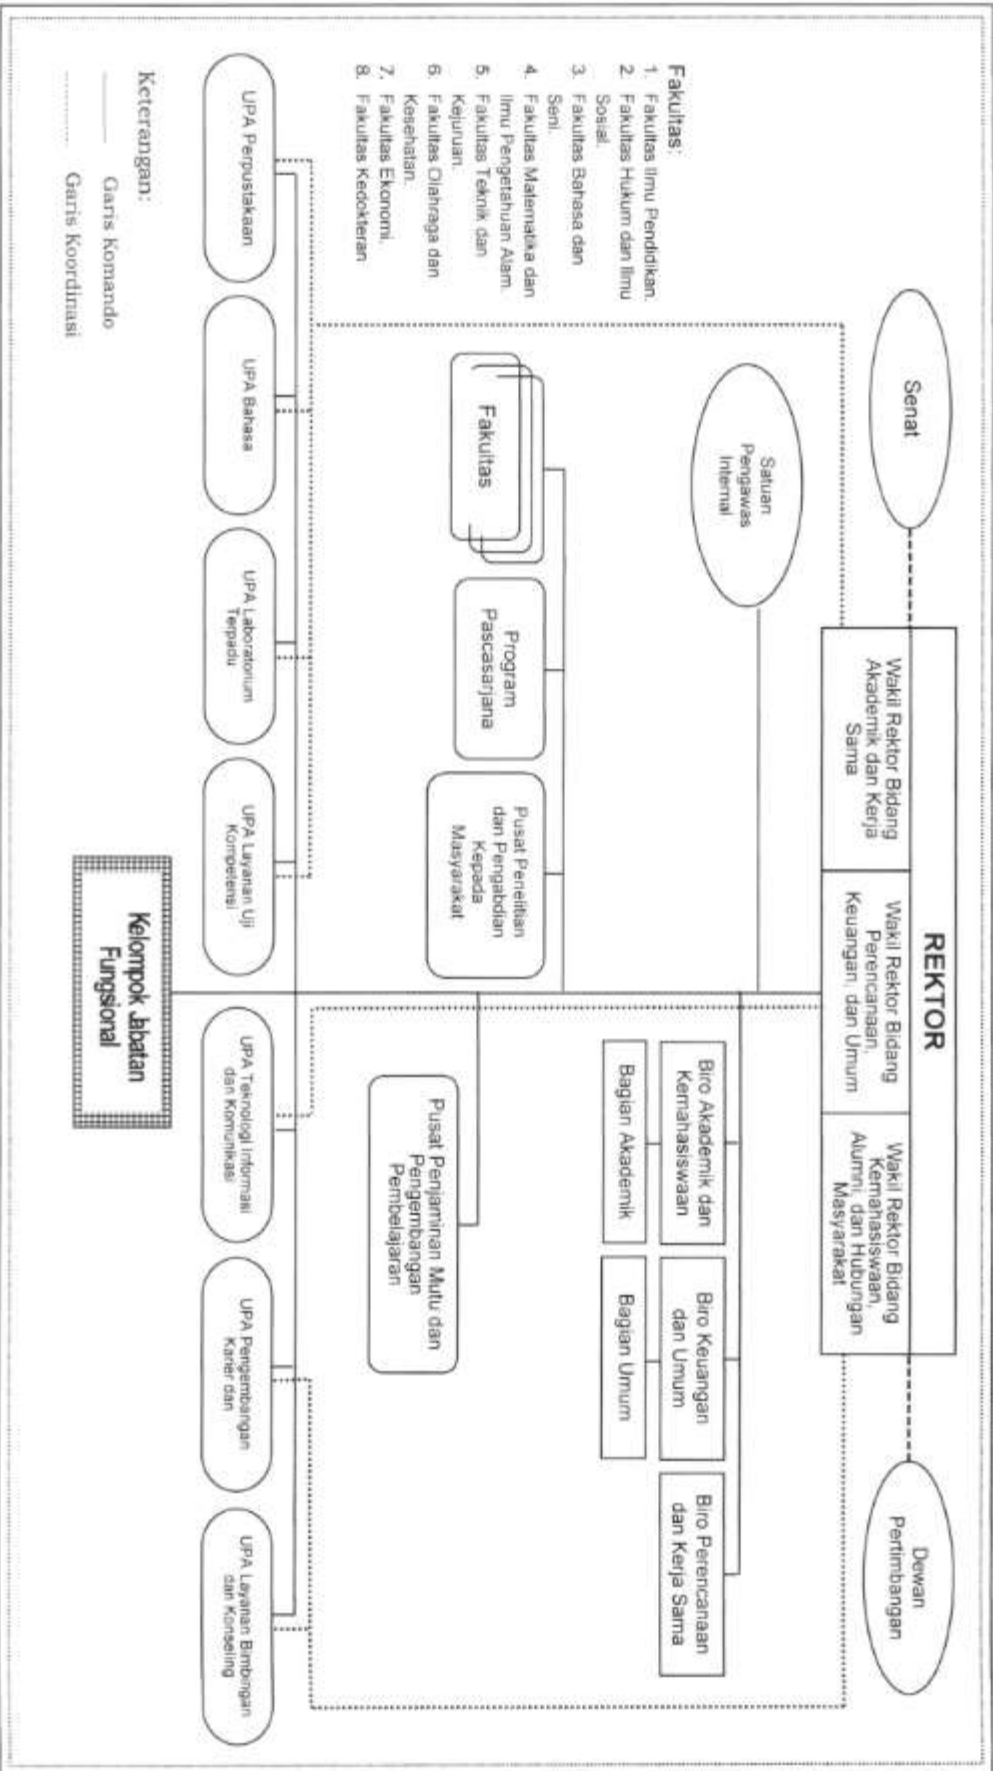 REKTOR
Senat
Wakil Rektor Bidang
Akademik dan Kerja
Sama
Wakil Rektor Bidang
Perencanaan,
Keuangan, dan Umum
Wakil Rektor Bidang
Kemahasiswaan,
Alumni, dan Hubungan
Masyarakat
Dewan
Pertimbangan
Satuan
Pengawas
Internal
Biro Akademik dan
Kemahasiswaan
Biro Keuangan
dan Umum
Biro Perencanaan
dan Kerja Sama
Bagian Akademik
Bagian Umum
Fakultas:
1. Fakultas Ilmu Pendidikan.
2. Fakultas Hukum dan Ilmu
Sosial.
3. Fakultas Bahasa dan
Seni.
4. Fakultas Matematika dan
Ilmu Pengetahuan Alam.
5. Fakultas Teknik dan
Kejuruan.
6. Fakultas Olahraga dan
Kesehatan.
7. Fakultas Ekonomi.
8. Fakultas Kedokteran
Fakultas
Program
Pascasarjana
Pusat Penelitian
dan Pengabdian
Kepada
Masyarakat
Pusat Penjaminan Mutu dan
Pengembangan
Pembelajaran
UPA Perpustakaan
UPA Bahasa
UPA Laboratorium
Terpadu
UPA Layanan Uji
Kompetensi
UPA Teknologi Informasi
dan Komunikasi
UPA Pengembangan
Karier dan
UPA Layanan Bimbingan
dan Konseling
Kelompok Jabatan
Fungsional
Keterangan:
Garis Komando
Garis Koordinasi